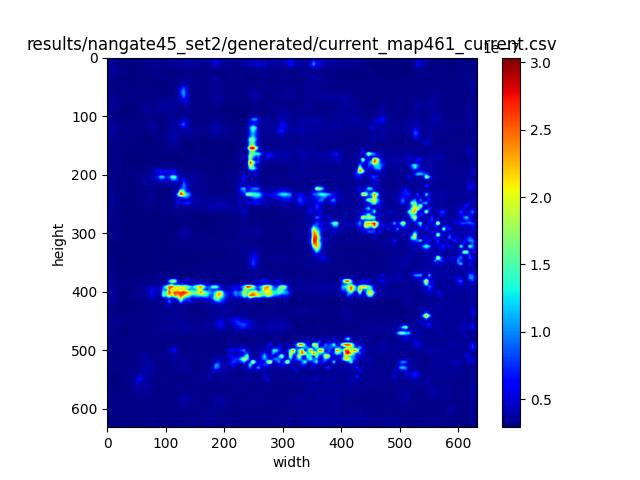 results/nangate45_set2/generated/current_map461_current.csv
1e−7
0
100
200
300
400
500
600
height
0 100 200 300 400 500 600
width
3.0
2.5
2.0
1.5
1.0
0.5